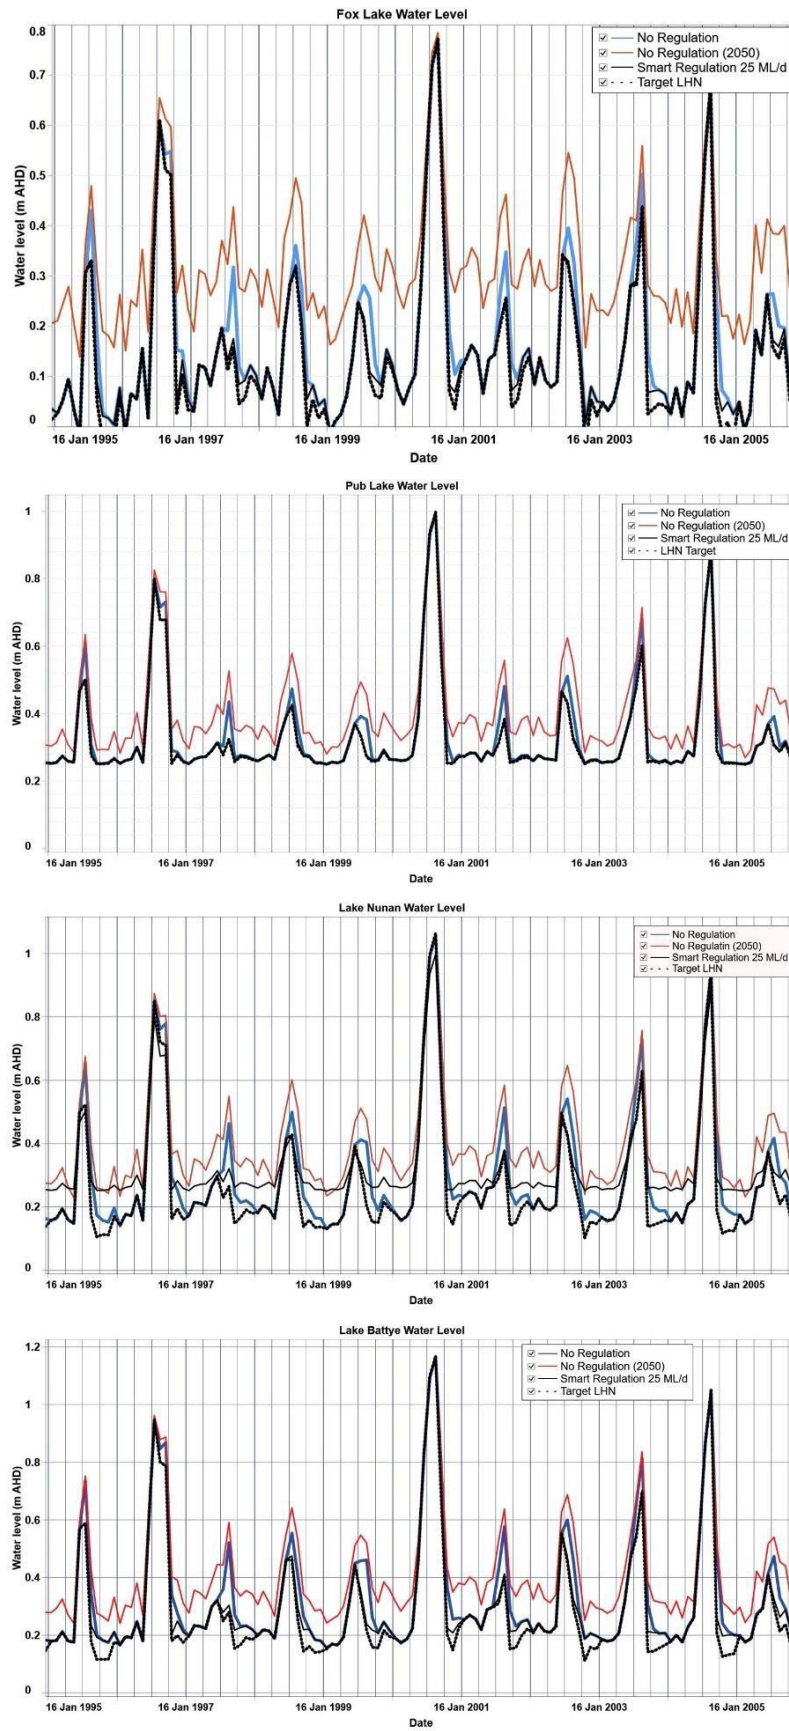 Fox Lake Water Level
No Regulation
No Regulation (2050)
Smart Regulation 25 ML/d
Target LHN
Water level (m AHD)
0.8
0.7
0.6
0.5
0.4
0.3
0.2
0.1
0
16 Jan 1995
16 Jan 1997
16 Jan 1999
16 Jan 2001
16 Jan 2003
16 Jan 2005
Date
Pub Lake Water Level
No Regulation
No Regulation (2050)
Smart Regulation 25 ML/d
LHN Target
Water level (m AHD)
1
0.8
0.6
0.4
0.2
0
16 Jan 1995
16 Jan 1997
16 Jan 1999
16 Jan 2001
16 Jan 2003
16 Jan 2005
Date
Lake Nunan Water Level
No Regulation
No Regulatin (2050)
Smart Regulation 25 ML/d
Target LHN
Water level (m AHD)
1
0.8
0.6
0.4
0.2
0
16 Jan 1995
16 Jan 1997
16 Jan 1999
16 Jan 2001
16 Jan 2003
16 Jan 2005
Date
Lake Battye Water Level
No Regulation
No Regulation (2050)
Smart Regulation 25 ML/d
Target LHN
Water level (m AHD)
1.2
1
0.8
0.6
0.4
0.2
0
16 Jan 1995
16 Jan 1997
16 Jan 1999
16 Jan 2001
16 Jan 2003
16 Jan 2005
Date